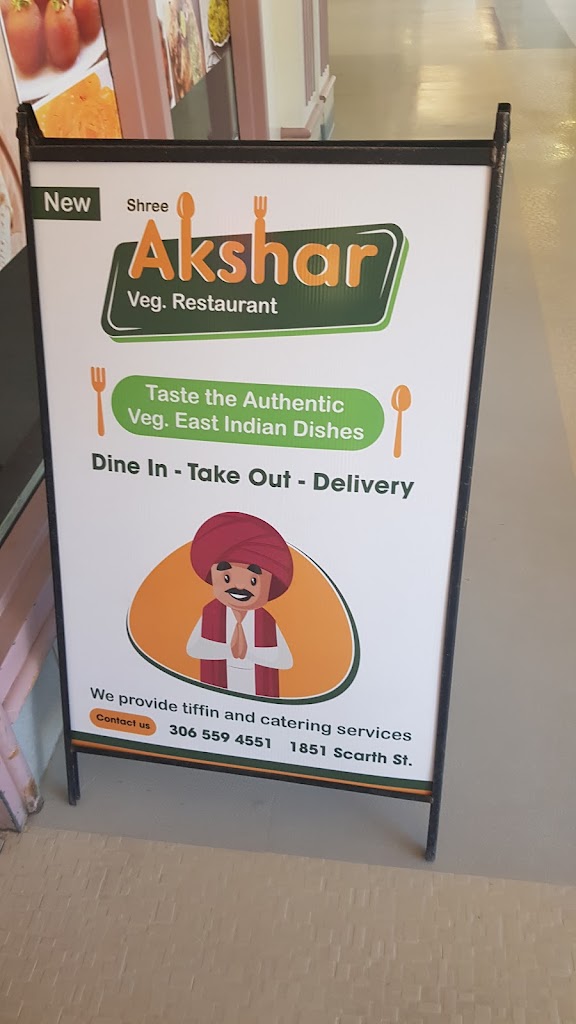 New
Shree
Akshar
Veg. Restaurant
Taste the Authentic
Veg. East Indian Dishes
Dine In - Take Out - Delivery
We provide tiffin and catering services
Contact us 306 559 4551 1851 Scarth St.